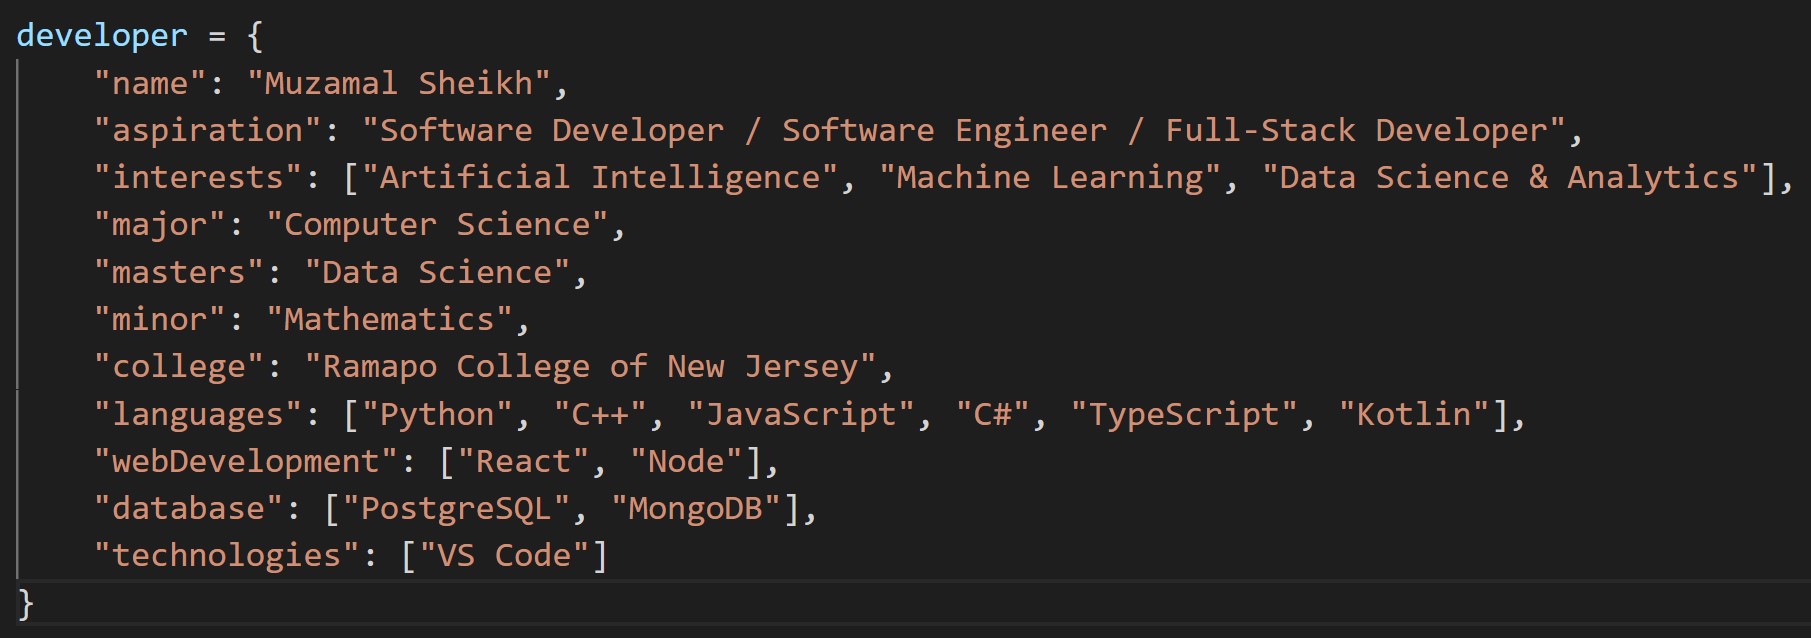 developer = {
    "name": "Muzamal Sheikh",
    "aspiration": "Software Developer / Software Engineer / Full-Stack Developer",
    "interests": ["Artificial Intelligence", "Machine Learning", "Data Science & Analytics"],
    "major": "Computer Science",
    "masters": "Data Science",
    "minor": "Mathematics",
    "college": "Ramapo College of New Jersey",
    "languages": ["Python", "C++", "JavaScript", "C#", "TypeScript", "Kotlin"],
    "webDevelopment": ["React", "Node"],
    "database": ["PostgreSQL", "MongoDB"],
    "technologies": ["VS Code"]
}